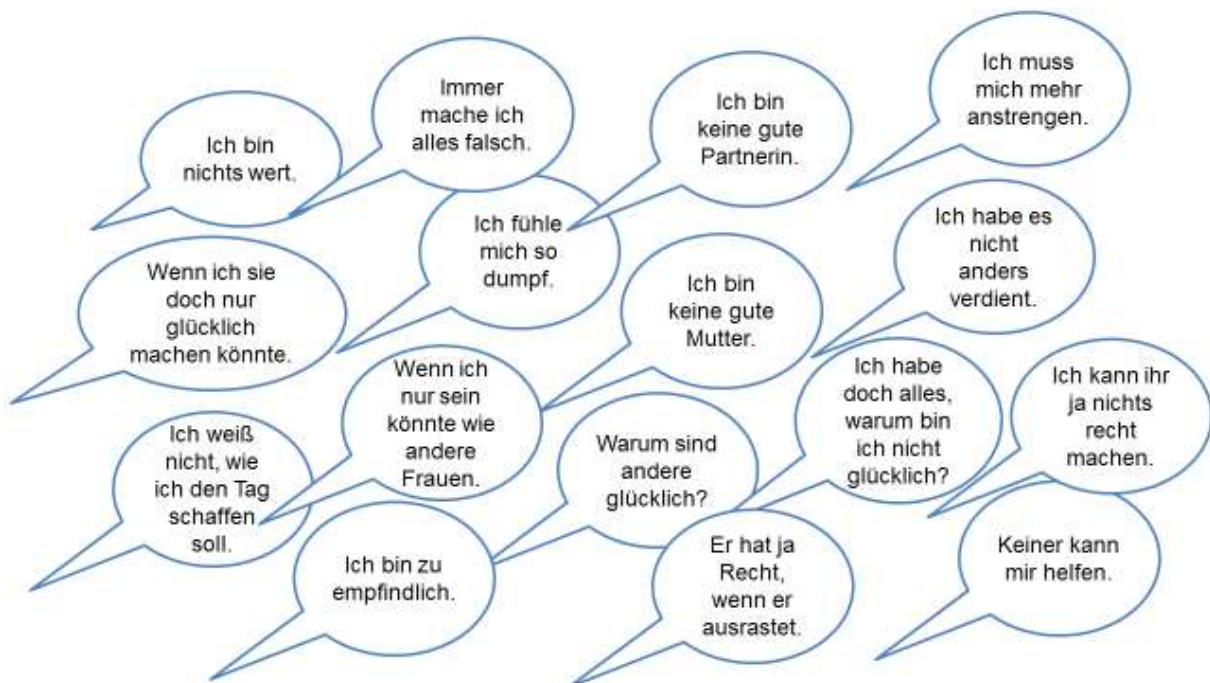 Ich bin
nichts wert.
Immer
mache ich
alles falsch.
Ich bin
keine gute
Partnerin.
Ich muss
mich mehr
anstrengen.
Wenn ich sie
doch nur
glücklich
machen könnte.
Ich fühle
mich so
dumpf.
Ich bin
keine gute
Mutter.
Ich habe es
nicht
anders
verdient.
Ich weiß
nicht, wie
ich den Tag
schaffen
soll.
Wenn ich
nur sein
könnte wie
andere
Frauen.
Warum sind
andere
glücklich?
Ich habe
doch alles,
warum bin
ich nicht
glücklich?
Ich kann ihr
ja nichts
recht
machen.
Ich bin zu
empfindlich.
Er hat ja
Recht,
wenn er
ausrastet.
Keiner kann
mir helfen.